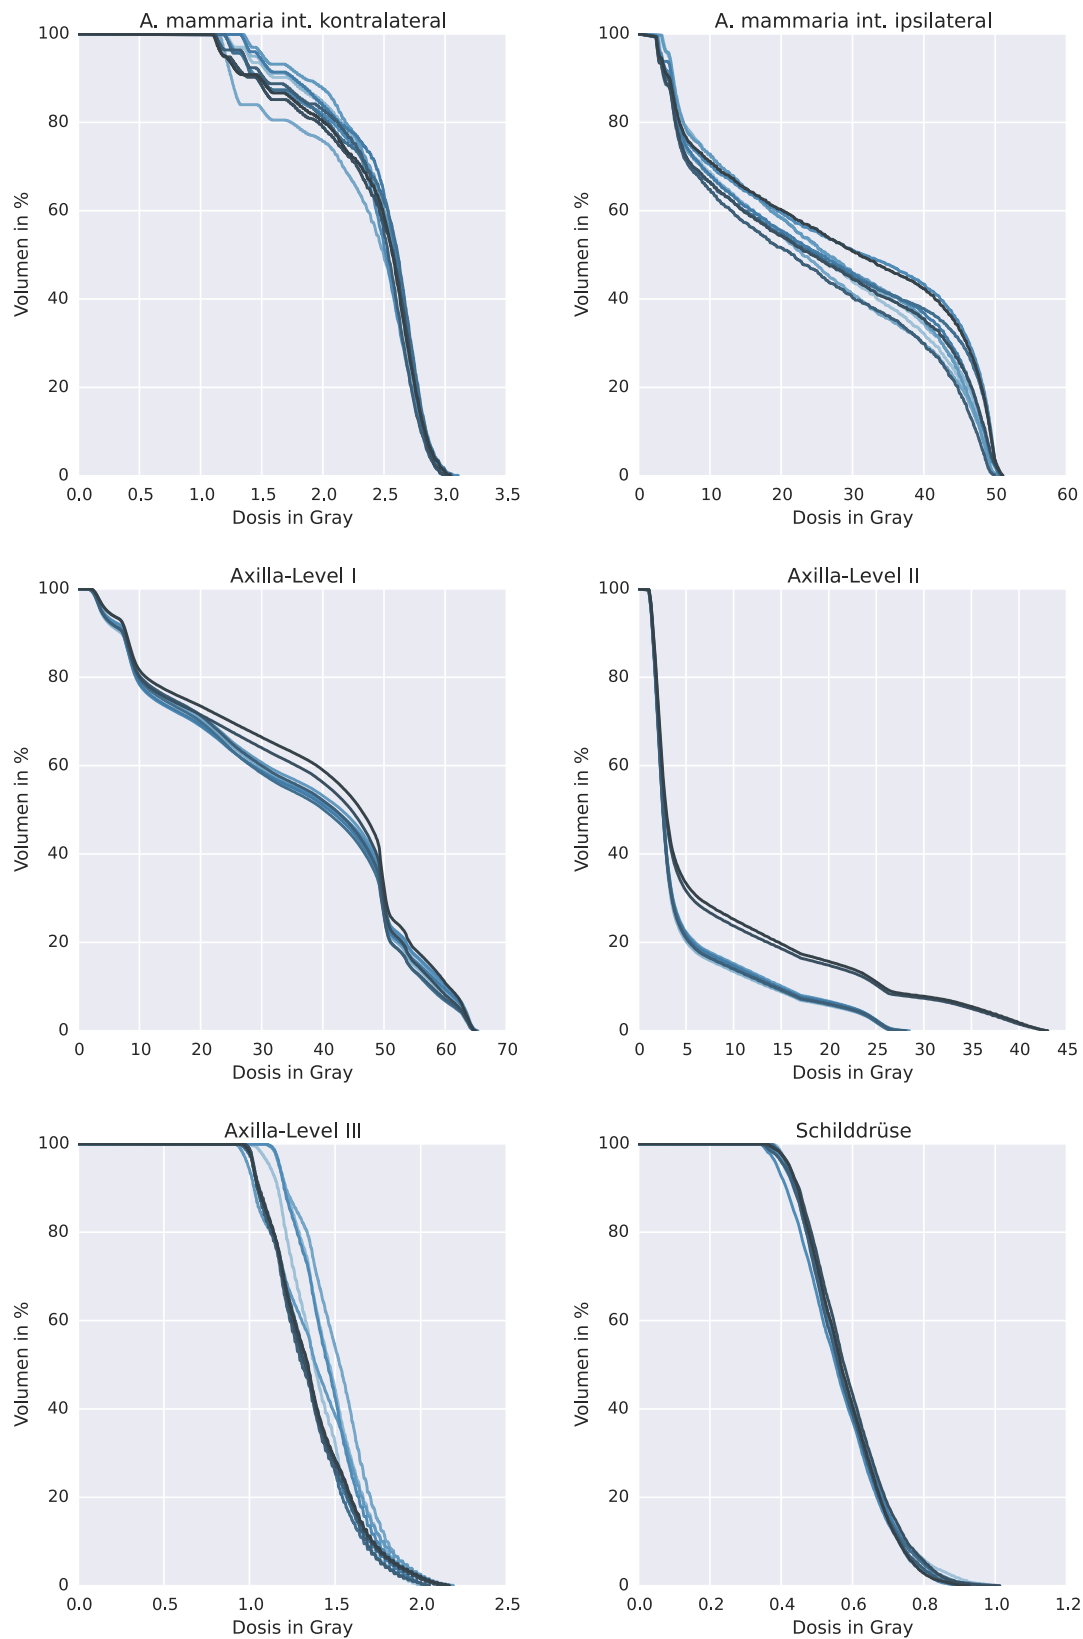 A. mammaria int. kontralateral
100
80
60
40
20
0
Volumen in %
0.0 0.5 1.0 1.5 2.0 2.5 3.0 3.5
Dosis in Gray
A. mammaria int. ipsilateral
100
80
60
40
20
0
Volumen in %
0 10 20 30 40 50 60
Dosis in Gray
Axilla-Level I
100
80
60
40
20
0
Volumen in %
0 10 20 30 40 50 60 70
Dosis in Gray
Axilla-Level II
100
80
60
40
20
0
Volumen in %
0 5 10 15 20 25 30 35 40 45
Dosis in Gray
Axilla-Level III
100
80
60
40
20
0
Volumen in %
0.0 0.5 1.0 1.5 2.0 2.5
Dosis in Gray
Schilddrüse
100
80
60
40
20
0
Volumen in %
0.0 0.2 0.4 0.6 0.8 1.0 1.2
Dosis in Gray